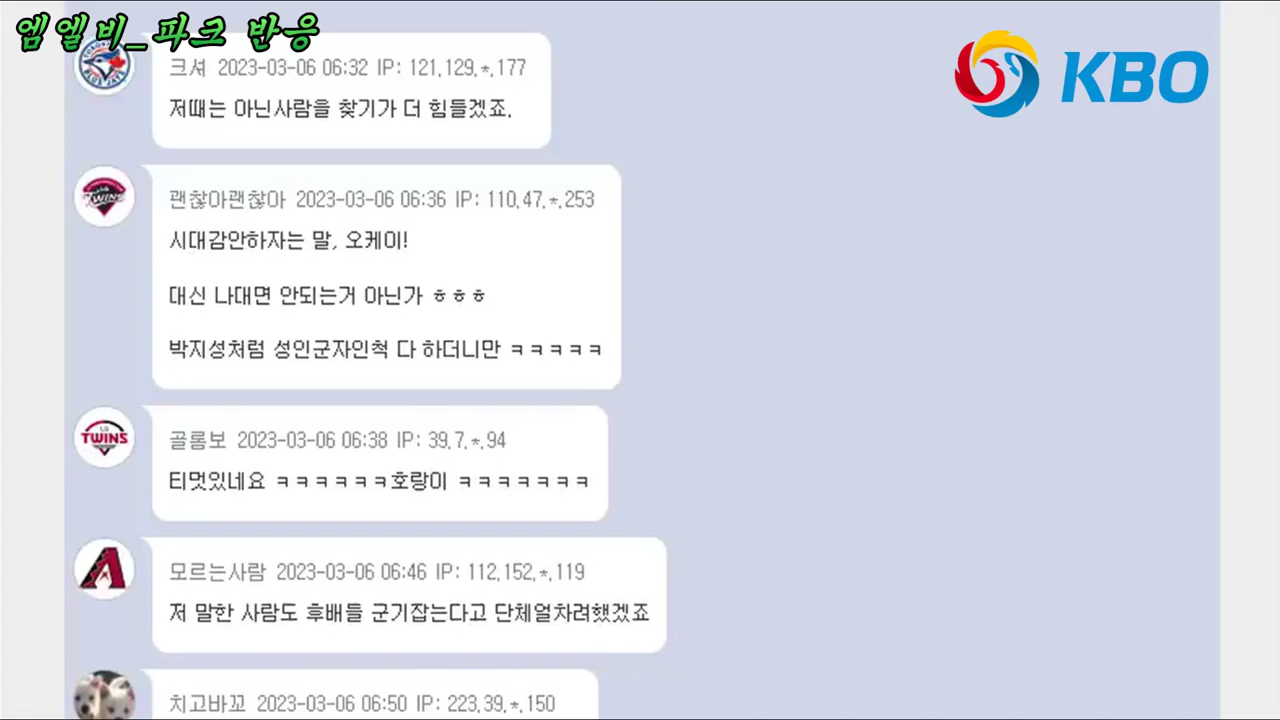 엠엘비_파크 반응
KBO
크셔 2023-03-06 06:32 IP: 121.129.*.177
저때는 아닌사람을 찾기가 더 힘들겠죠.
괜찮아괜찮아 2023-03-06 06:36 IP: 110.47.*.253
시대감안하자는 말, 오케이!
대신 나대면 안되는거 아닌가 ㅎㅎㅎ
박지성처럼 성인군자인척 다 하더니만 ㅋㅋㅋㅋㅋ
TWINS
골롬보 2023-03-06 06:38 IP: 39.7.*.94
티멋있네요 ㅋㅋㅋㅋㅋㅋ호랑이 ㅋㅋㅋㅋㅋㅋㅋ
모르는사람 2023-03-06 06:46 IP: 112.152.*.119
저 말한 사람도 후배들 군기잡는다고 단체얼차려했겠죠
치고바꼬 2023-03-06 06:50 IP: 223.39.*.150